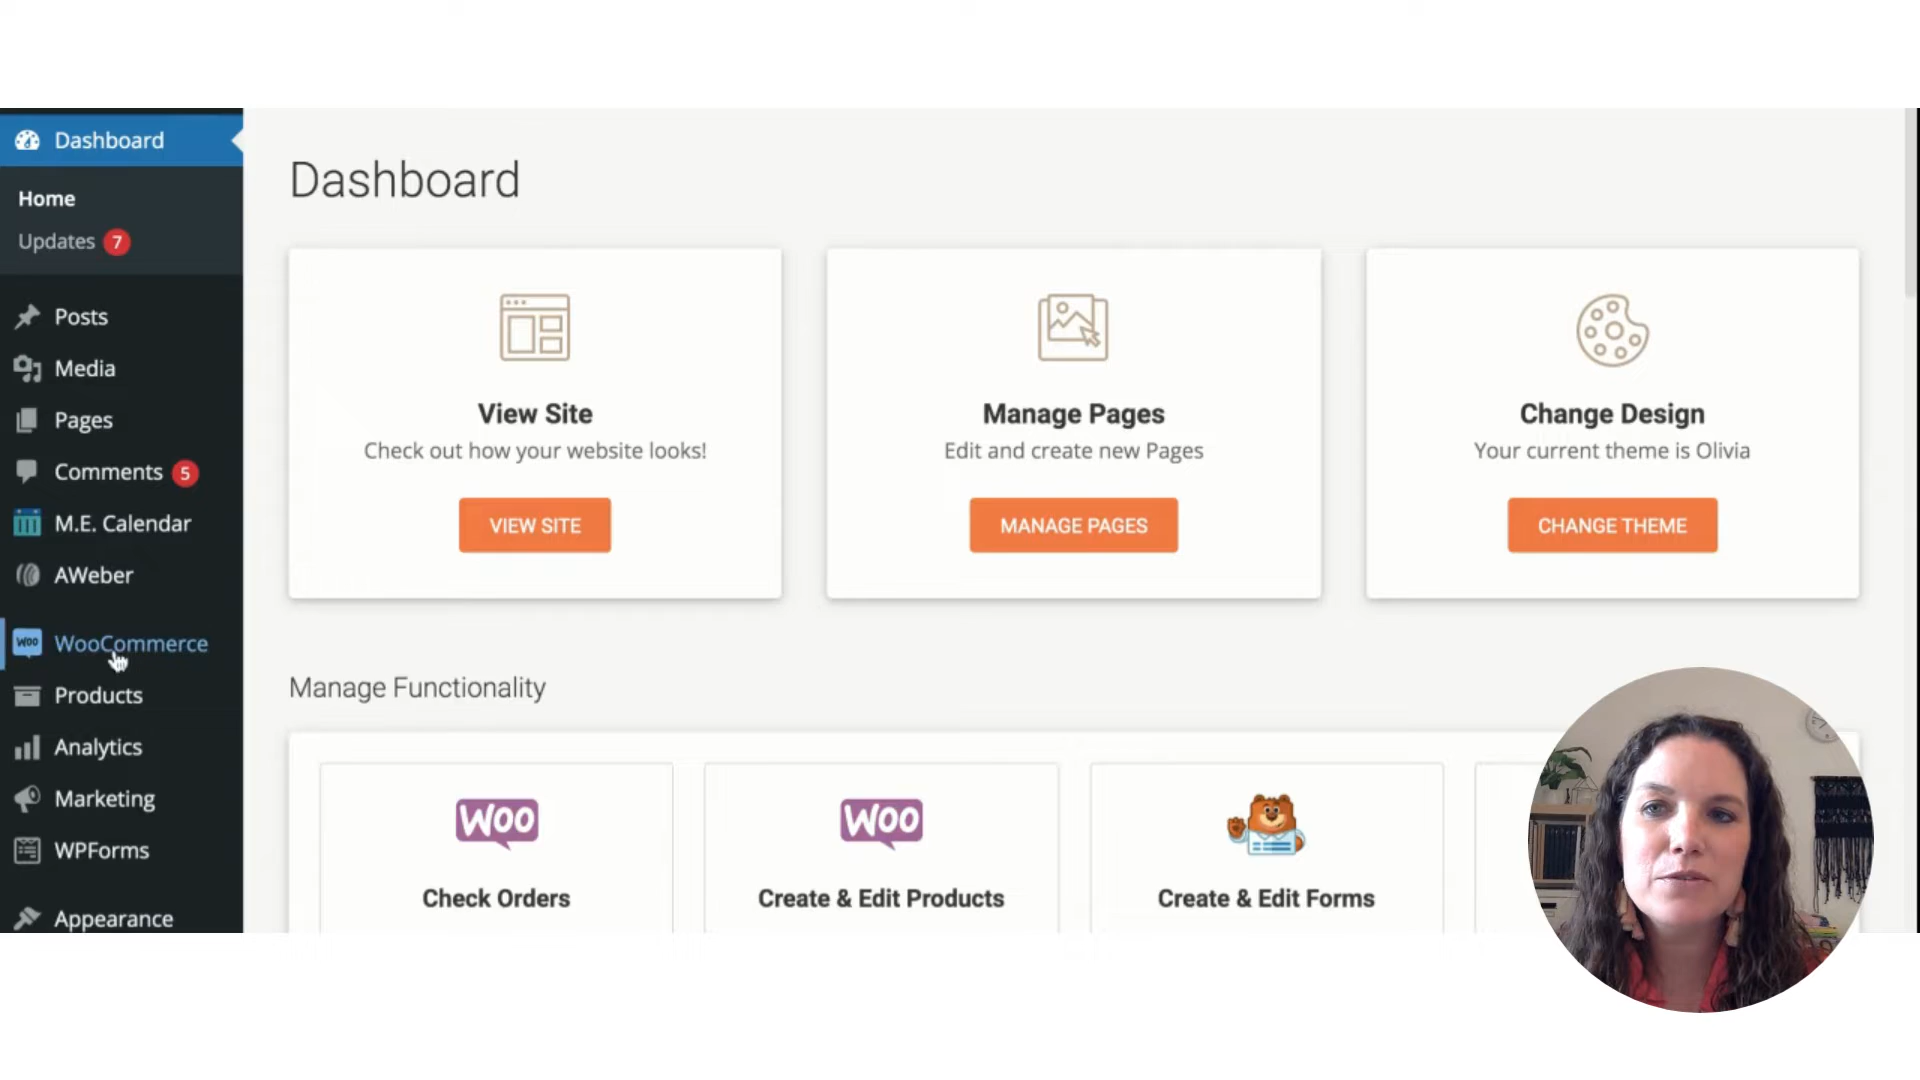 Dashboard
Home
Updates 7
Posts
Media
Pages
Comments 5
M.E. Calendar
AWeber
WOO WooCommerce
Products
Analytics
Marketing
WPForms
Appearance
Dashboard
View Site
Check out how your website looks!
VIEW SITE
Manage Pages
Edit and create new Pages
MANAGE PAGES
Change Design
Your current theme is Olivia
CHANGE THEME
Manage Functionality
WOO
Check Orders
WOO
Create & Edit Products
Create & Edit Forms